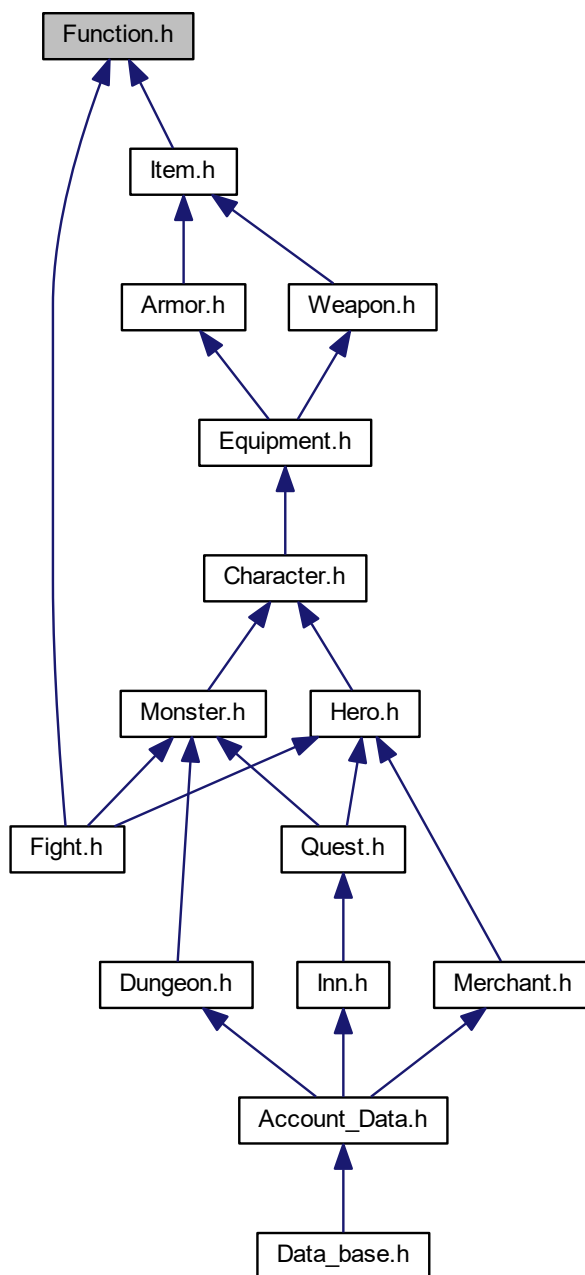 Function.h
Item.h
Armor.h
Weapon.h
Equipment.h
Character.h
Monster.h
Hero.h
Fight.h
Quest.h
Dungeon.h
Inn.h
Merchant.h
Account_Data.h
Data_base.h